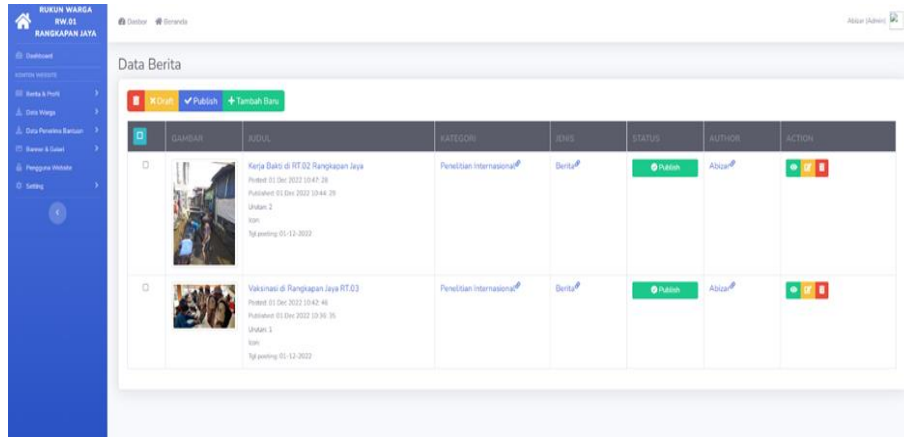 RUKUN WARGA
RW.01
RANGKAPAN JAYA
Beranda
Abizar (Admin)
Dashboard
KONTEN WEBSITE
Berita & Profil
Data Warga
Data Penerima Bantuan
Banner & Galeri
Pengguna Website
Setting
Data Berita
Draft
Publish
Tambah Baru
GAMBAR JUDUL KATEGORI JENIS STATUS AUTHOR ACTION
Kerja Bakti di RT.02 Rangkapan Jaya Penelitian Internasional Berita Publish Abizar
Posted: 01 Dec 2022 10:47: 28
Published: 01 Dec 2022 10:44: 29
Urutan: 2
Icon:
Tgl posting: 01-12-2022
Vaksinasi di Rangkapan Jaya RT.03 Penelitian Internasional Berita Publish Abizar
Posted: 01 Dec 2022 10:42: 46
Published: 01 Dec 2022 10:36: 35
Urutan: 1
Icon:
Tgl posting: 01-12-2022